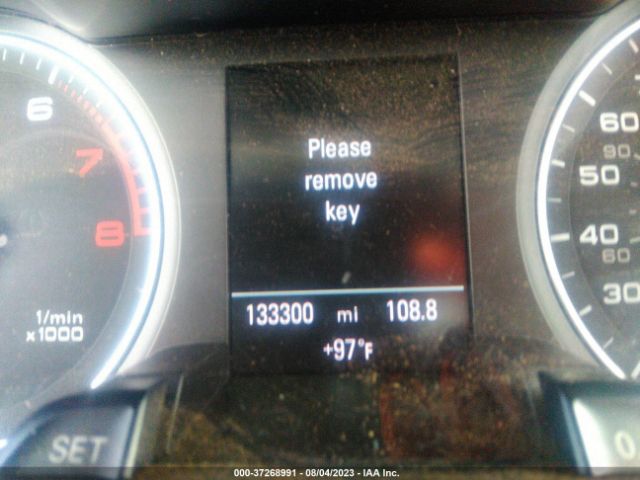 6
7
8
1/min
x1000
Please
remove
key
133300 mi 108.8
+97°F
60
90
50
40
60
30
SET
0
000-37268991 - 08/04/2023 - IAA Inc.